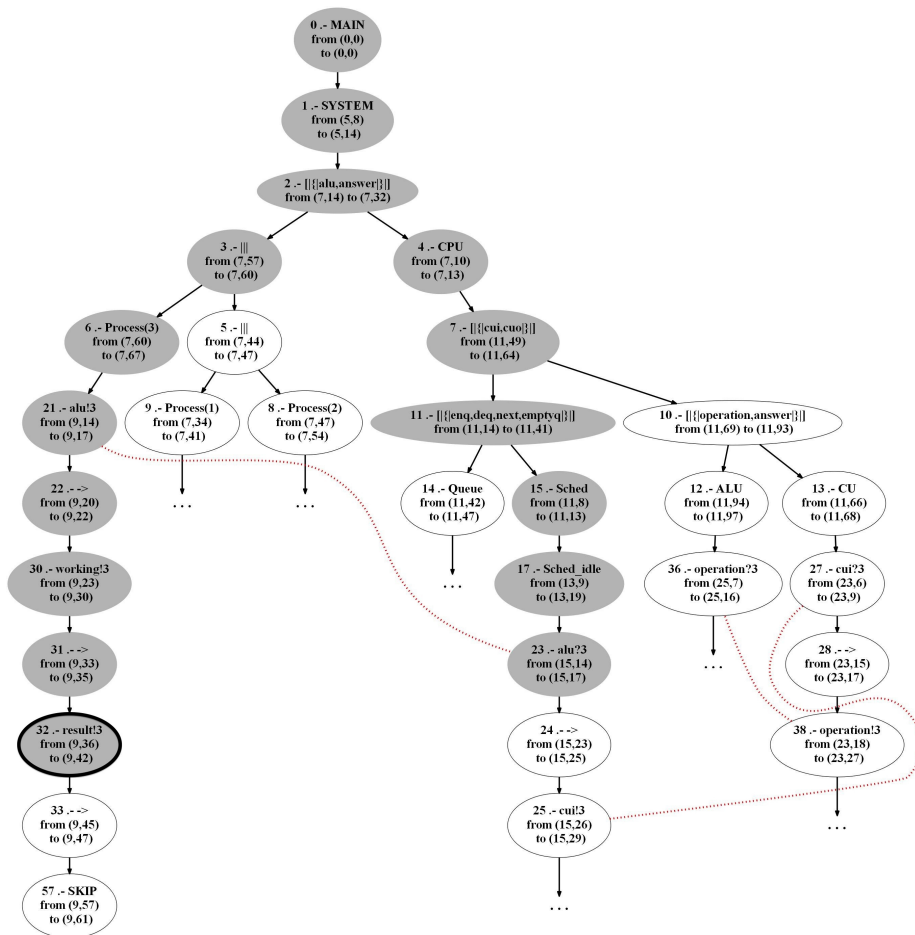 0 .- MAIN
from (0,0)
to (0,0)
1 .- SYSTEM
from (5,8)
to (5,14)
2 .- [|{|alu,answer|}|]
from (7,14) to (7,32)
3 .- |||
from (7,57)
to (7,60)
4 .- CPU
from (7,10)
to (7,13)
6 .- Process(3)
from (7,60)
to (7,67)
5 .- |||
from (7,44)
to (7,47)
7 .- [|{|cui,cuo|}|]
from (11,49)
to (11,64)
21 .- alu!3
from (9,14)
to (9,17)
9 .- Process(1)
from (7,34)
to (7,41)
8 .- Process(2)
from (7,47)
to (7,54)
11 .- [|{|enq,deq,next,emptyq|}|]
from (11,14) to (11,41)
10 .- [|{|operation,answer|}|]
from (11,69) to (11,93)
22 .- ->
from (9,20)
to (9,22)
. . .
. . .
14 .- Queue
from (11,42)
to (11,47)
15 .- Sched
from (11,8)
to (11,13)
12 .- ALU
from (11,94)
to (11,97)
13 .- CU
from (11,66)
to (11,68)
30 .- working!3
from (9,23)
to (9,30)
. . .
17 .- Sched_idle
from (13,9)
to (13,19)
36 .- operation?3
from (25,7)
to (25,16)
27 .- cui?3
from (23,6)
to (23,9)
31 .- ->
from (9,33)
to (9,35)
23 .- alu?3
from (15,14)
to (15,17)
. . .
28 .- ->
from (23,15)
to (23,17)
32 .- result!3
from (9,36)
to (9,42)
24 .- ->
from (15,23)
to (15,25)
38 .- operation!3
from (23,18)
to (23,27)
33 .- ->
from (9,45)
to (9,47)
25 .- cui!3
from (15,26)
to (15,29)
. . .
57 .- SKIP
from (9,57)
to (9,61)
. . .